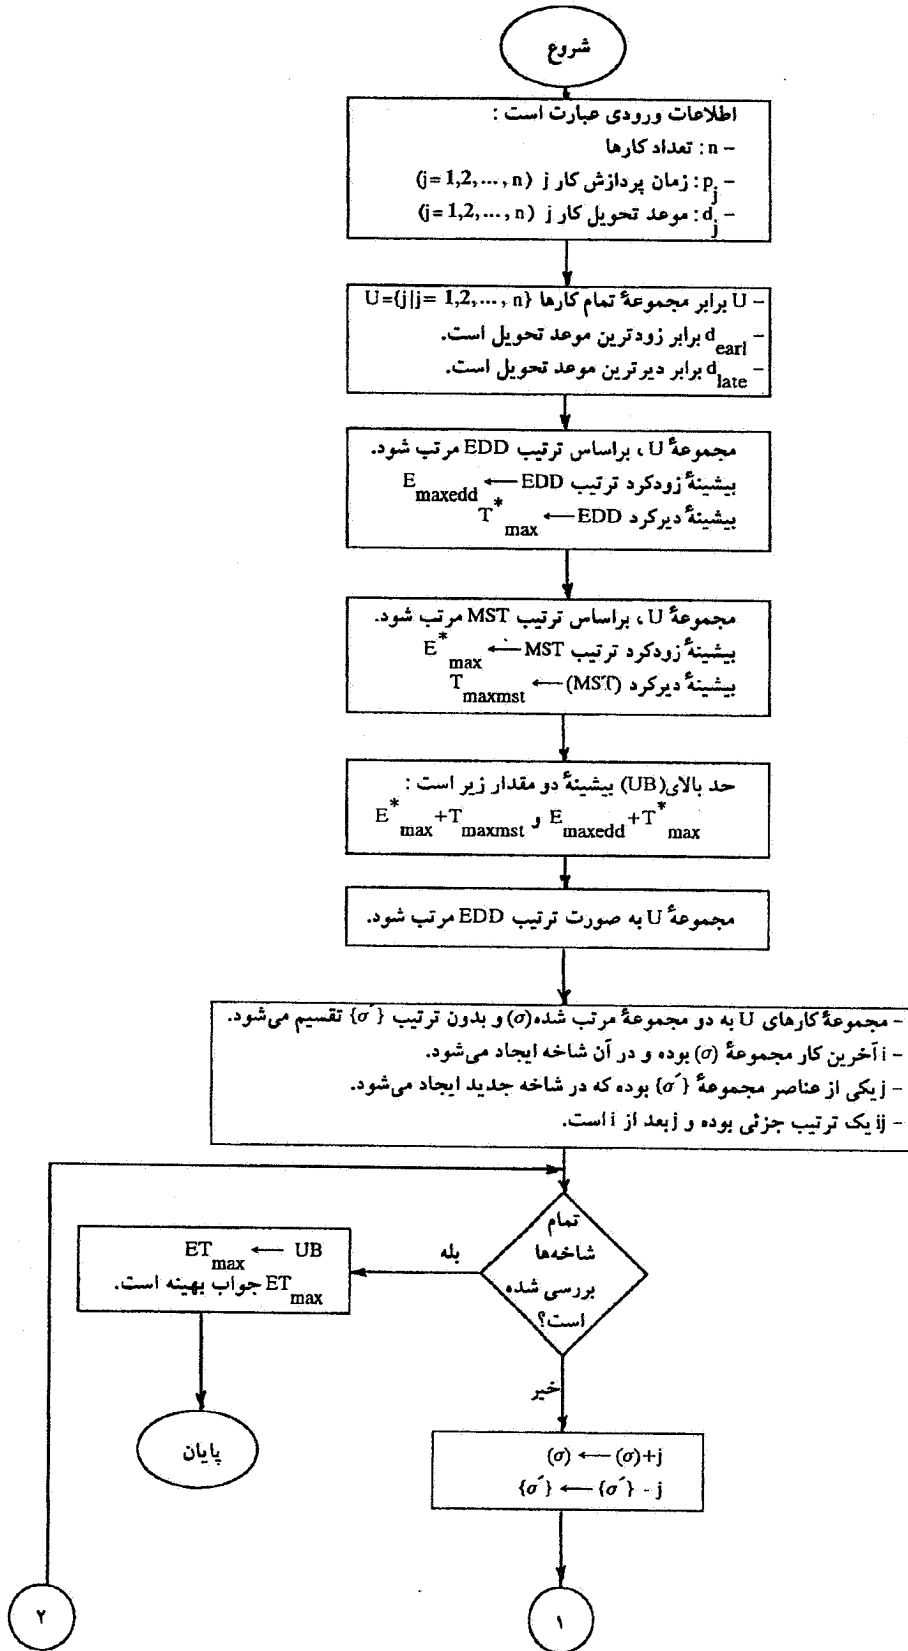 شروع
اطلاعات ورودی عبارت است :
– n : تعداد کارها
– p_j : زمان پردازش کار j (j= 1,2, ... , n)
– d_j : موعد تحویل کار j (j= 1,2, ... , n)
– U برابر مجموعهٔ تمام کارها U={j|j= 1,2, ... , n}
– d_earl برابر زودترین موعد تحویل است.
– d_late برابر دیرترین موعد تحویل است.
مجموعهٔ U ، براساس ترتیب EDD مرتب شود.
بیشینهٔ زودکرد ترتیب EDD ⟶ E_maxedd
بیشینهٔ دیرکرد EDD ⟶ T*_max
مجموعهٔ U ، براساس ترتیب MST مرتب شود.
بیشینهٔ زودکرد ترتیب MST ⟶ E*_max
بیشینهٔ دیرکرد (MST) ⟶ T_maxmst
حد بالای (UB) بیشینهٔ دو مقدار زیر است :
E_maxedd+T*_max و E*_max+T_maxmst
مجموعهٔ U به صورت ترتیب EDD مرتب شود.
– مجموعهٔ کارهای U به دو مجموعهٔ مرتب شده (σ) و بدون ترتیب {σ´} تقسیم می‌شود.
– i آخرین کار مجموعهٔ (σ) بوده و در آن شاخه ایجاد می‌شود.
– j یکی از عناصر مجموعهٔ {σ´} بوده که در شاخه جدید ایجاد می‌شود.
– ij یک ترتیب جزئی بوده و j بعد از i است.
تمام
شاخه‌ها
بررسی شده
است؟
بله
ET_max ⟵ UB
ET_max جواب بهینه است.
پایان
خیر
(σ) ⟵ (σ)+j
{σ´} ⟵ {σ´} - j
۲
۱